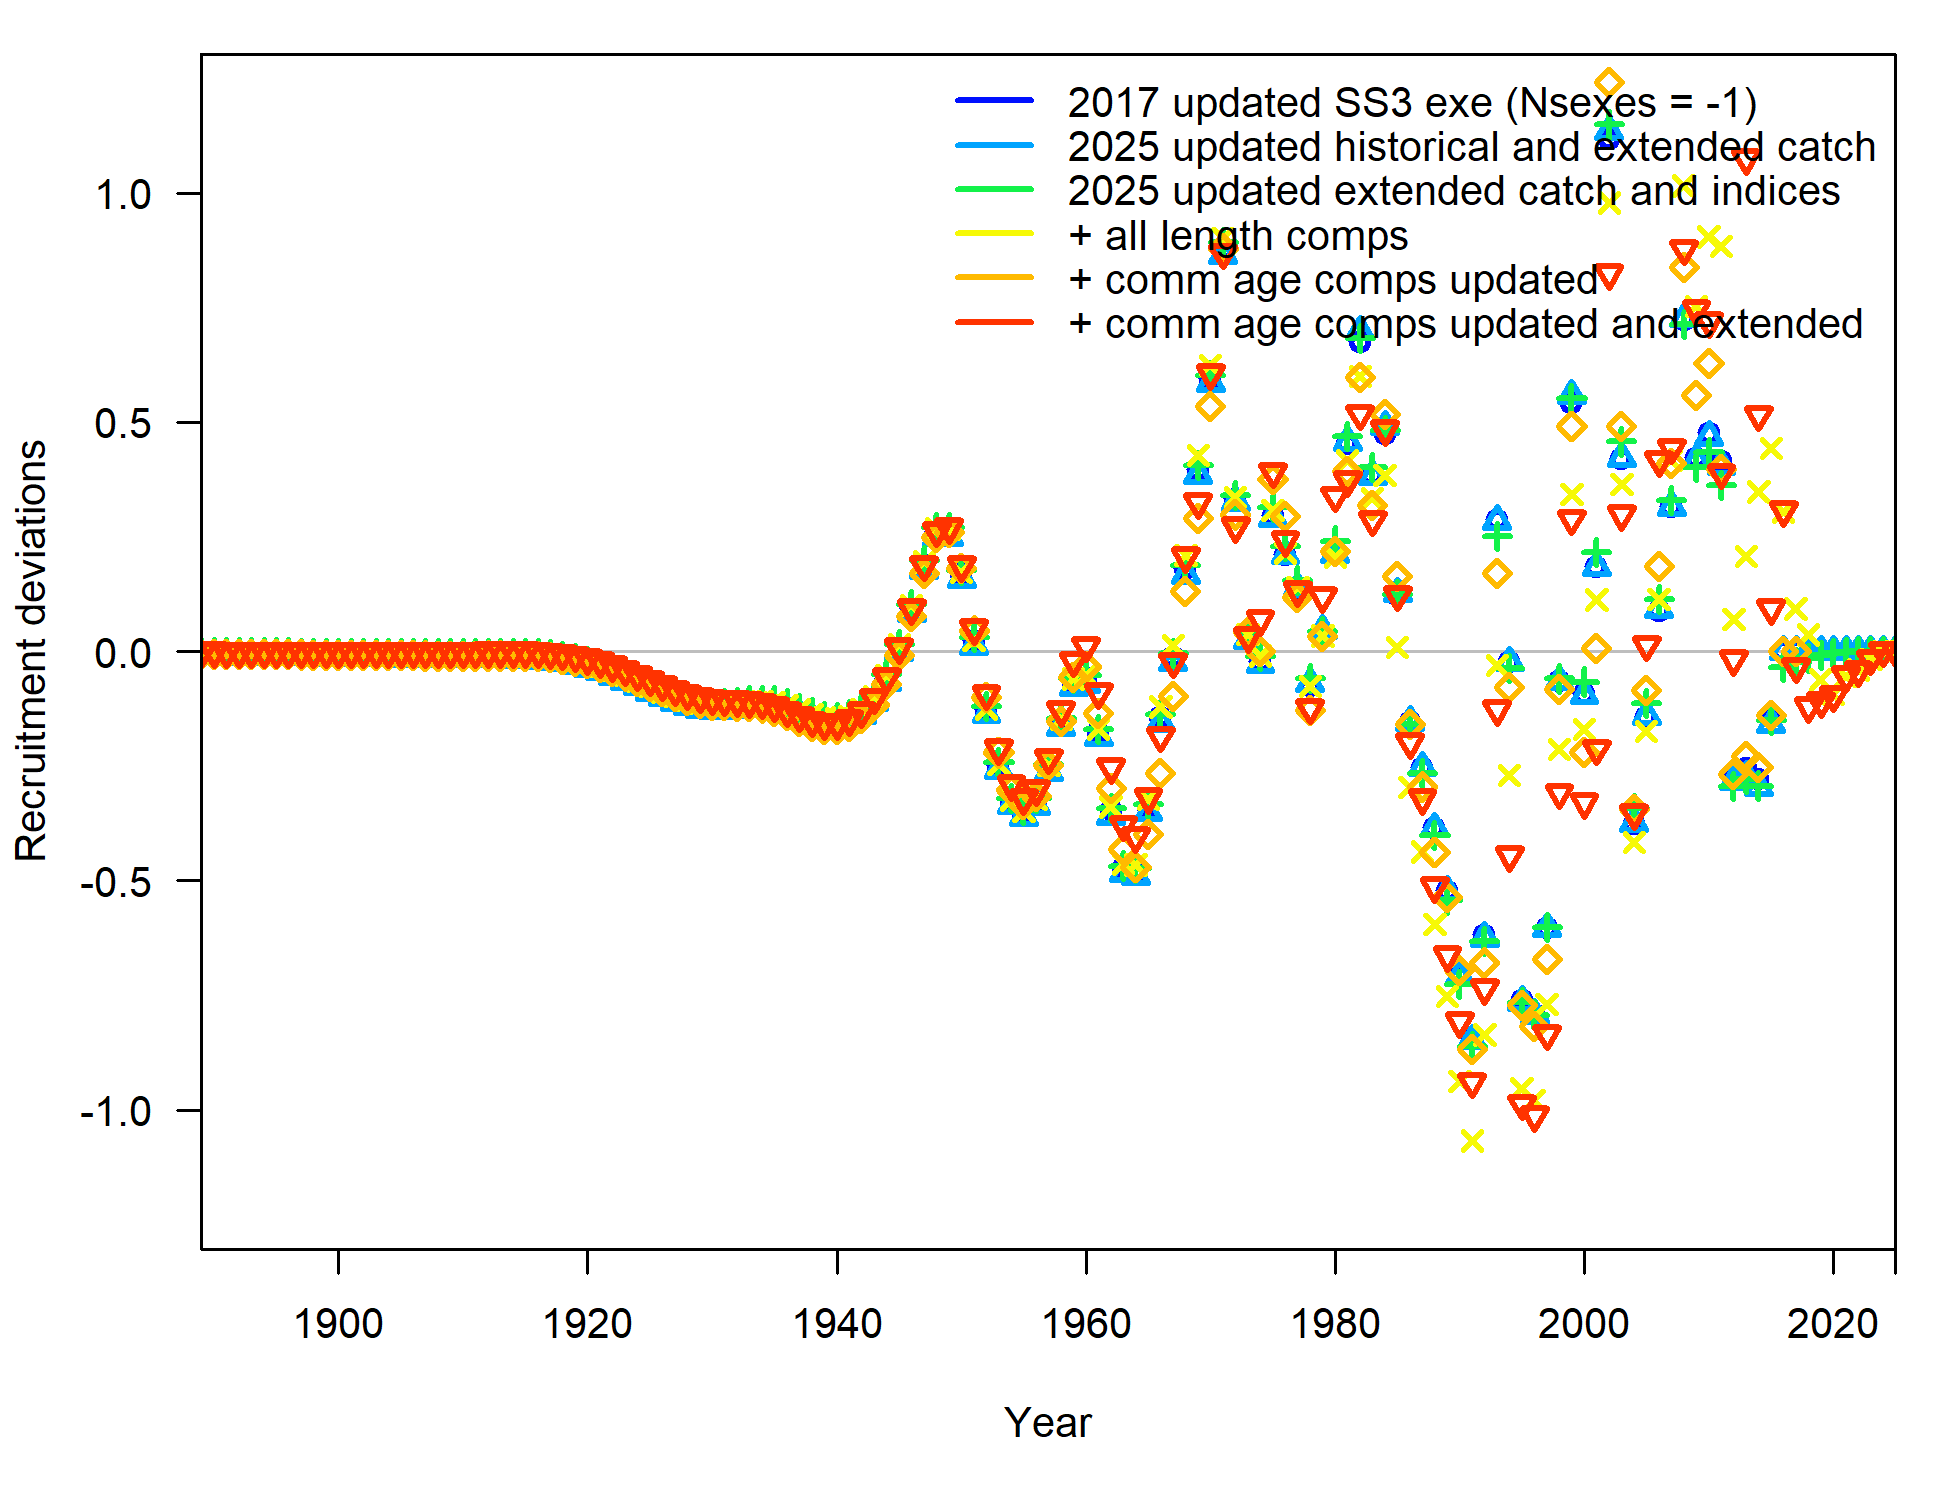 2017 updated SS3 exe (Nsexes = -1)
2025 updated historical and extended catch
2025 updated extended catch and indices
+ all length comps
+ comm age comps updated
+ comm age comps updated and extended
Recruitment deviations
1.0
0.5
0.0
-0.5
-1.0
1900 1920 1940 1960 1980 2000 2020
Year